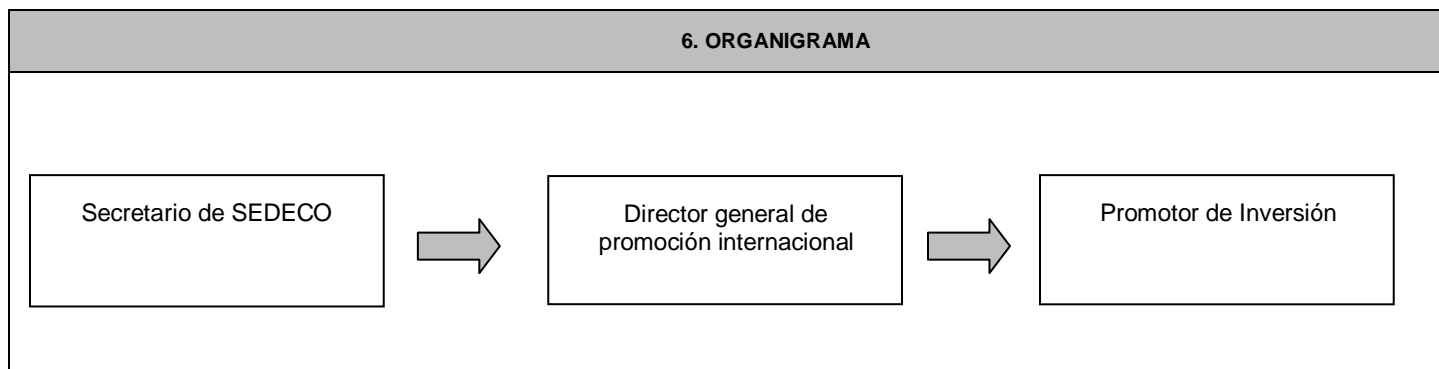 6. ORGANIGRAMA
Secretario de SEDECO
Director general de
promoción internacional
Promotor de Inversión